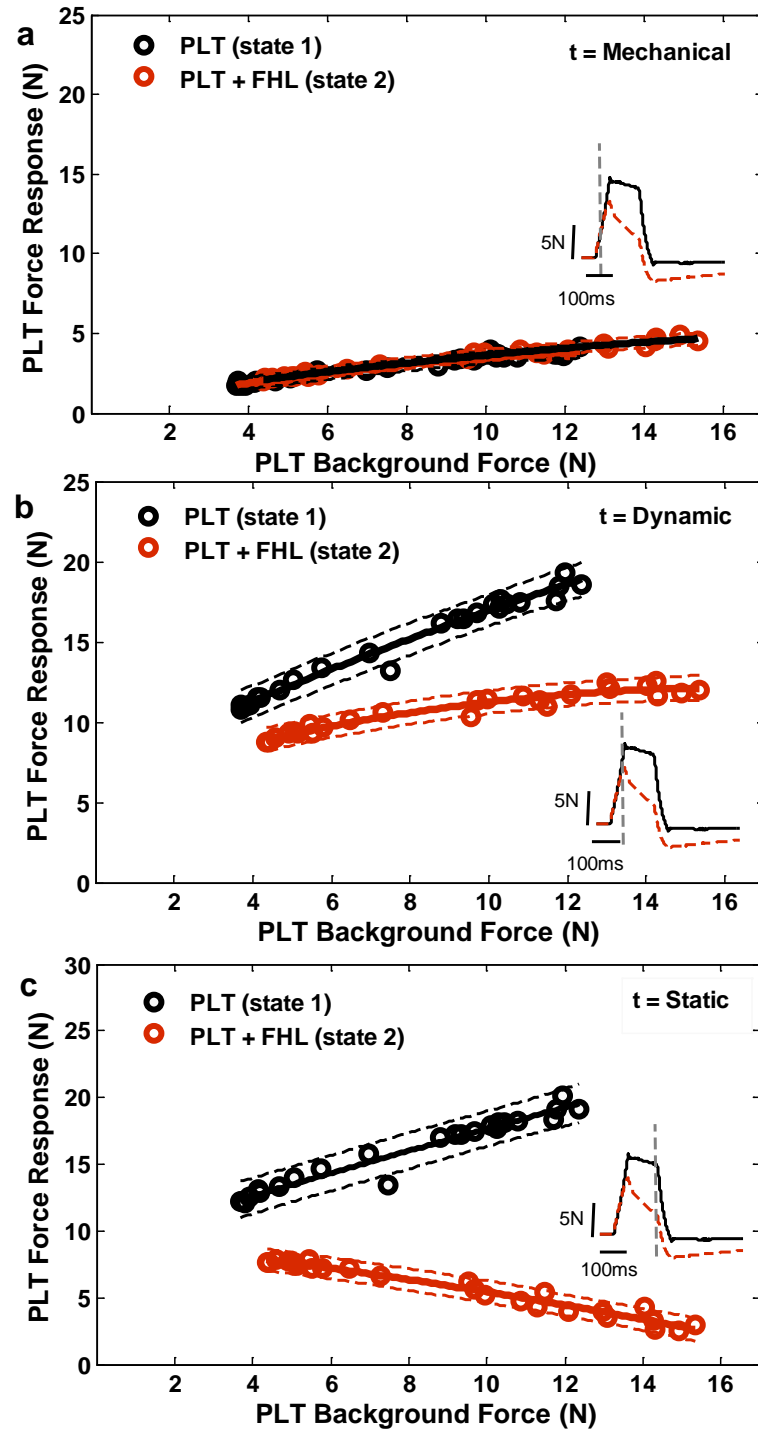 a
PLT (state 1)
PLT + FHL (state 2)
t = Mechanical
25
20
15
10
5
0
PLT Force Response (N)
5N
100ms
2 4 6 8 10 12 14 16
PLT Background Force (N)
b
PLT (state 1)
PLT + FHL (state 2)
t = Dynamic
25
20
15
10
5
0
PLT Force Response (N)
5N
100ms
2 4 6 8 10 12 14 16
PLT Background Force (N)
c
PLT (state 1)
PLT + FHL (state 2)
t = Static
30
25
20
15
10
5
0
PLT Force Response (N)
5N
100ms
2 4 6 8 10 12 14 16
PLT Background Force (N)